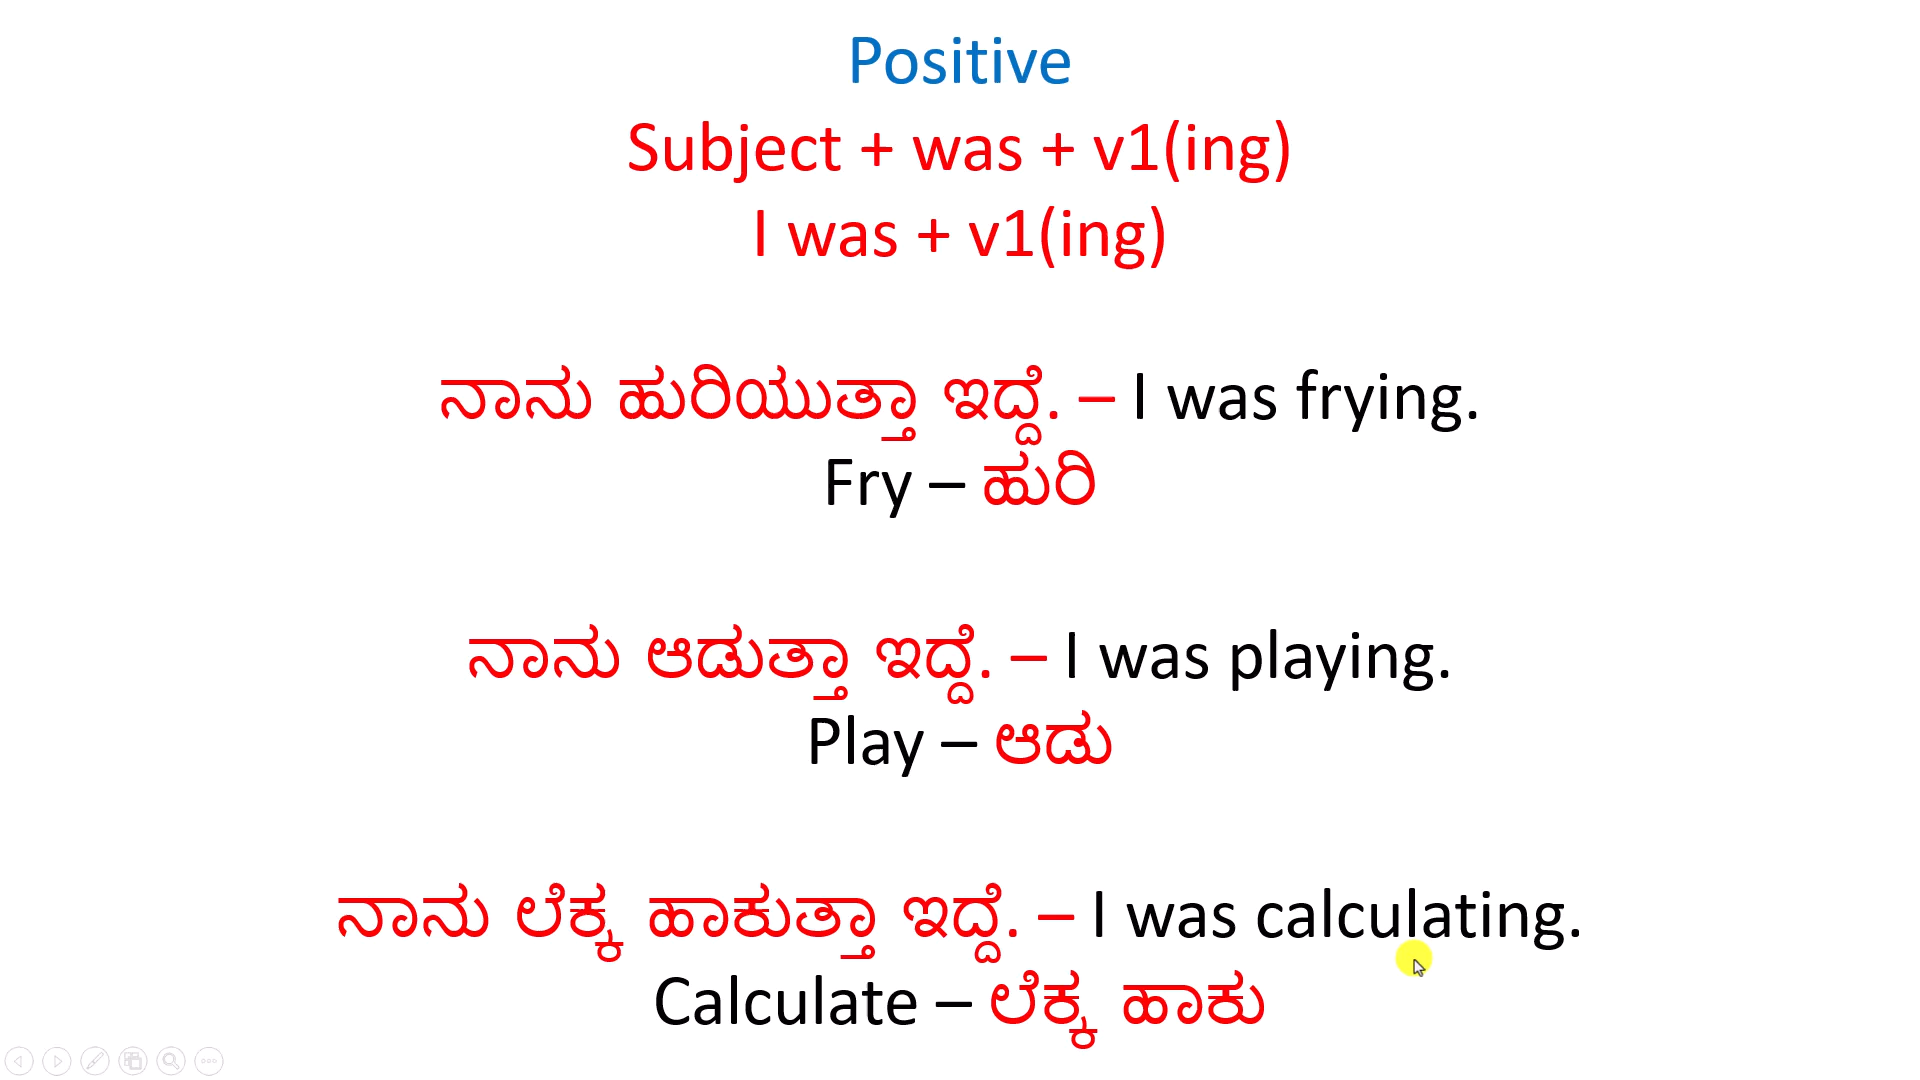 Positive
Subject + was + v1(ing)
I was + v1(ing)
ನಾನು ಹುರಿಯುತ್ತಾ ಇದ್ದೆ. – I was frying.
Fry – ಹುರಿ
ನಾನು ಆಡುತ್ತಾ ಇದ್ದೆ. – I was playing.
Play – ಆಡು
ನಾನು ಲೆಕ್ಕ ಹಾಕುತ್ತಾ ಇದ್ದೆ. – I was calculating.
Calculate – ಲೆಕ್ಕ ಹಾಕು